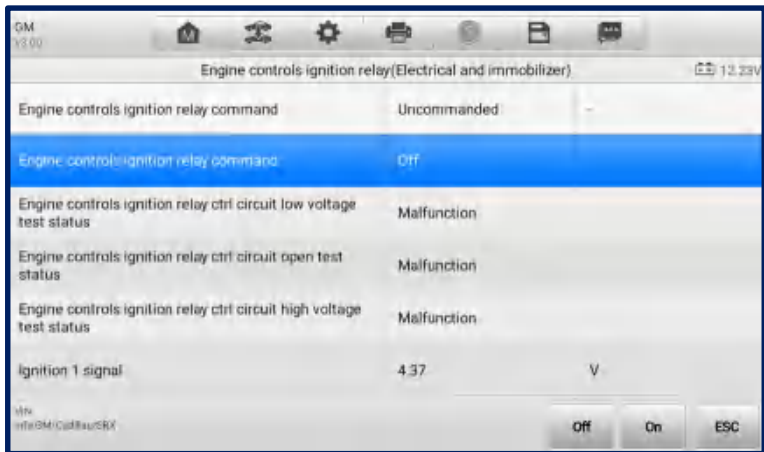 GM
V3.00
Engine controls ignition relay(Electrical and immobilizer) 12.23V
Engine controls ignition relay command Uncommanded -
Engine controls ignition relay command Off
Engine controls ignition relay ctrl circuit low voltage
test status Malfunction
Engine controls ignition relay ctrl circuit open test
status Malfunction
Engine controls ignition relay ctrl circuit high voltage
test status Malfunction
Ignition 1 signal 4.37 V
VIN
Off On ESC